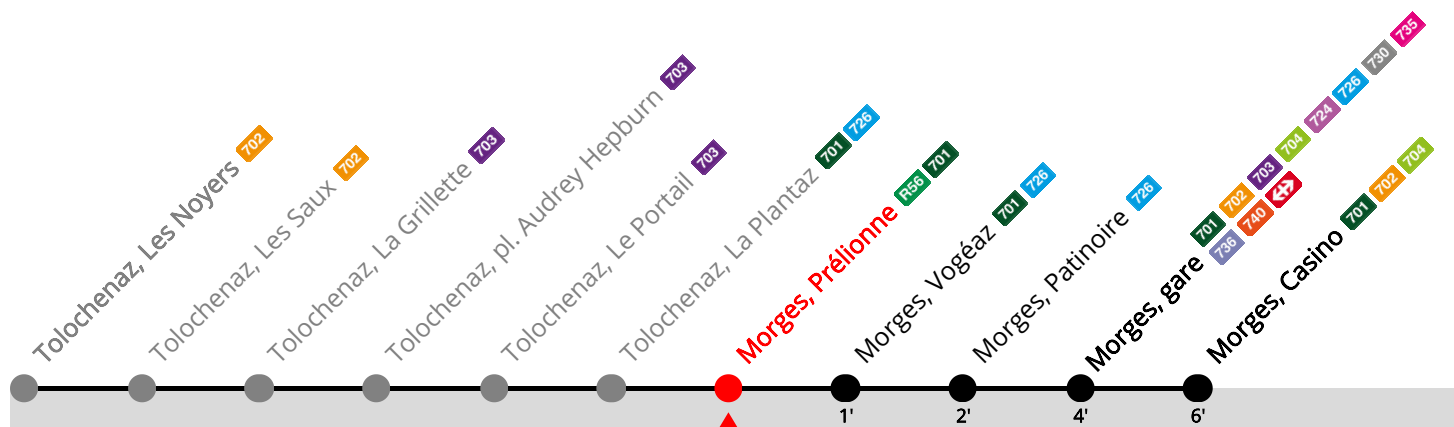 Tolochenaz, Les Noyers 702
Tolochenaz, Les Saux 702
Tolochenaz, La Grillette 703
Tolochenaz, pl. Audrey Hepburn 703
Tolochenaz, Le Portail 703
Tolochenaz, La Plantaz 701 726
Morges, Prélionne R56 701
Morges, Vogéaz 701 726
Morges, Patinoire 726
Morges, gare 701 702 703 704 724 726 730 735
736 740
Morges, Casino 701 702 704
1' 2' 4' 6'